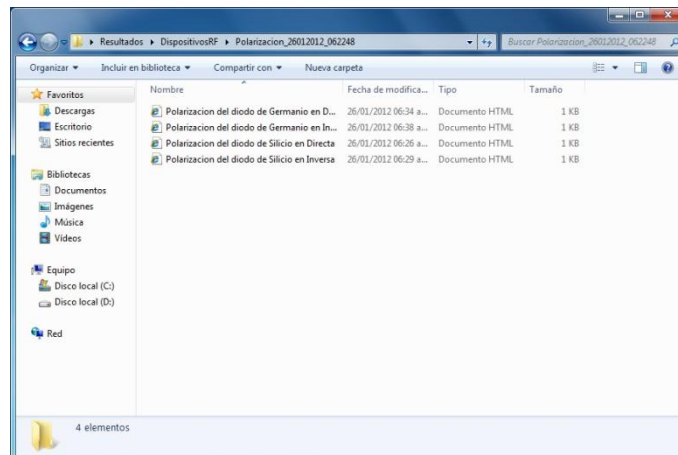 Resultados ▸ DispositivosRF ▸ Polarizacion_26012012_062248
Buscar Polarizacion_26012012_062248
Organizar Incluir en biblioteca Compartir con Nueva carpeta
Nombre Fecha de modifica... Tipo Tamaño
Polarizacion del diodo de Germanio en D... 26/01/2012 06:34 a... Documento HTML 1 KB
Polarizacion del diodo de Germanio en In... 26/01/2012 06:38 a... Documento HTML 1 KB
Polarizacion del diodo de Silicio en Directa 26/01/2012 06:26 a... Documento HTML 1 KB
Polarizacion del diodo de Silicio en Inversa 26/01/2012 06:29 a... Documento HTML 1 KB
Favoritos
Descargas
Escritorio
Sitios recientes
Bibliotecas
Documentos
Imágenes
Música
Vídeos
Equipo
Disco local (C:)
Disco local (D:)
Red
4 elementos